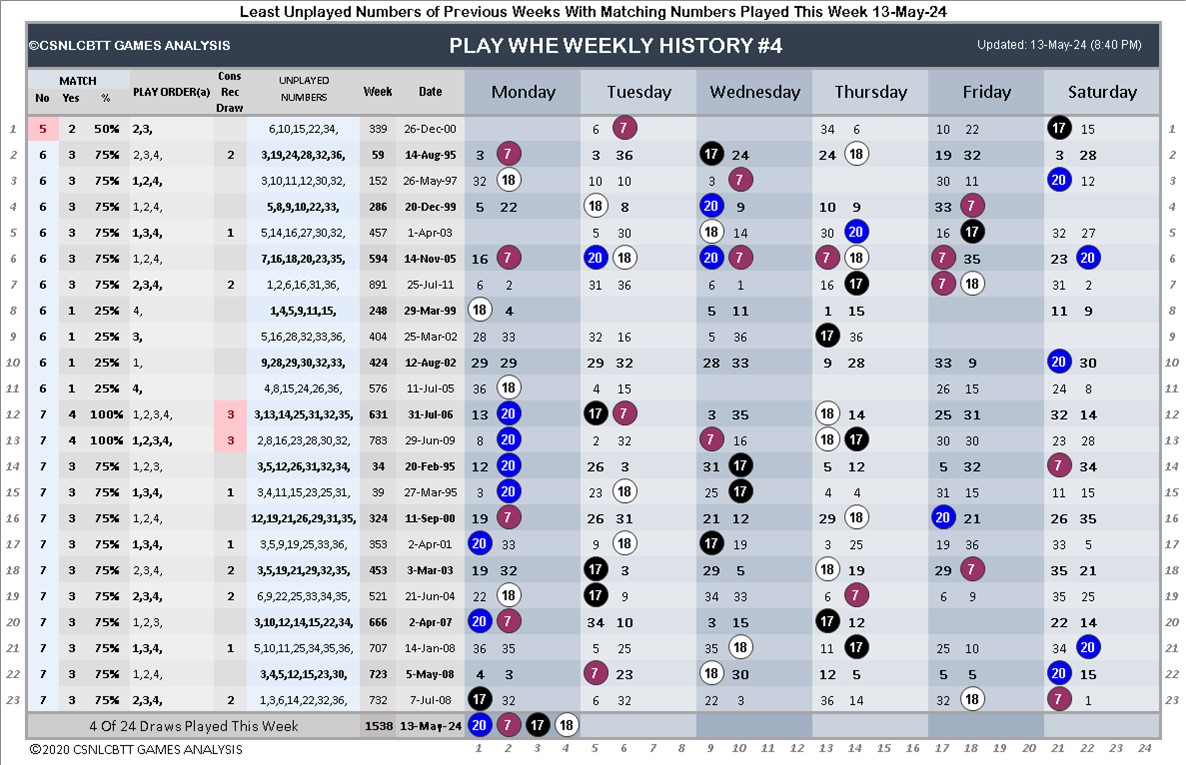 Least Unplayed Numbers of Previous Weeks With Matching Numbers Played This Week 13-May-24
©CSNLCBTT GAMES ANALYSIS PLAY WHE WEEKLY HISTORY #4 Updated: 13-May-24 (8:40 PM)
MATCH Cons UNPLAYED
No Yes % PLAY ORDER(a) Rec Draw NUMBERS Week Date Monday Tuesday Wednesday Thursday Friday Saturday
1 5 2 50% 2,3, 6,10,15,22,34, 339 26-Dec-00 6 7 34 6 10 22 17 15 1
2 6 3 75% 2,3,4, 2 3,19,24,28,32,36, 59 14-Aug-95 3 7 3 36 17 24 24 18 19 32 3 28 2
3 6 3 75% 1,2,4, 3,10,11,12,30,32, 152 26-May-97 32 18 10 10 3 7 30 11 20 12 3
4 6 3 75% 1,2,4, 5,8,9,10,22,33, 286 20-Dec-99 5 22 18 8 20 9 10 9 33 7 4
5 6 3 75% 1,3,4, 1 5,14,16,27,30,32, 457 1-Apr-03 5 30 18 14 30 20 16 17 32 27 5
6 6 3 75% 1,2,4, 7,16,18,20,23,35, 594 14-Nov-05 16 7 20 18 20 7 7 18 7 35 23 20 6
7 6 3 75% 2,3,4, 2 1,2,6,16,31,36, 891 25-Jul-11 6 2 31 36 6 1 16 17 7 18 31 2 7
8 6 1 25% 4, 1,4,5,9,11,15, 248 29-Mar-99 18 4 5 11 1 15 11 9 8
9 6 1 25% 3, 5,16,28,32,33,36, 404 25-Mar-02 28 33 32 16 5 36 17 36 9
10 6 1 25% 1, 9,28,29,30,32,33, 424 12-Aug-02 29 29 29 32 28 33 9 28 33 9 20 30 10
11 6 1 25% 4, 4,8,15,24,26,36, 576 11-Jul-05 36 18 4 15 26 15 24 8 11
12 7 4 100% 1,2,3,4, 3 3,13,14,25,31,32,35, 631 31-Jul-06 13 20 17 7 3 35 18 14 25 31 32 14 12
13 7 4 100% 1,2,3,4, 3 2,8,16,23,28,30,32, 783 29-Jun-09 8 20 2 32 7 16 18 17 30 30 23 28 13
14 7 3 75% 1,2,3, 3,5,12,26,31,32,34, 34 20-Feb-95 12 20 26 3 31 17 5 12 5 32 7 34 14
15 7 3 75% 1,3,4, 1 3,4,11,15,23,25,31, 39 27-Mar-95 3 20 23 18 25 17 4 4 31 15 11 15 15
16 7 3 75% 1,2,4, 12,19,21,26,29,31,35, 324 11-Sep-00 19 7 26 31 21 12 29 18 20 21 26 35 16
17 7 3 75% 1,3,4, 1 3,5,9,19,25,33,36, 353 2-Apr-01 20 33 9 18 17 19 3 25 19 36 33 5 17
18 7 3 75% 2,3,4, 2 3,5,19,21,29,32,35, 453 3-Mar-03 19 32 17 3 29 5 18 19 29 7 35 21 18
19 7 3 75% 2,3,4, 2 6,9,22,25,33,34,35, 521 21-Jun-04 22 18 17 9 34 33 6 7 6 9 35 25 19
20 7 3 75% 1,2,3, 3,10,12,14,15,22,34, 666 2-Apr-07 20 7 34 10 3 15 17 12 22 14 20
21 7 3 75% 1,3,4, 1 5,10,11,25,34,35,36, 707 14-Jan-08 36 35 5 25 35 18 11 17 25 10 34 20 21
22 7 3 75% 1,2,4, 3,4,5,12,15,23,30, 723 5-May-08 4 3 7 23 18 30 12 5 5 5 20 15 22
23 7 3 75% 2,3,4, 2 1,3,6,14,22,32,36, 732 7-Jul-08 17 32 6 32 22 3 36 14 32 18 7 1 23
4 Of 24 Draws Played This Week 1538 13-May-24 20 7 17 18
©2020 CSNLCBTT GAMES ANALYSIS 1 2 3 4 5 6 7 8 9 10 11 12 13 14 15 16 17 18 19 20 21 22 23 24